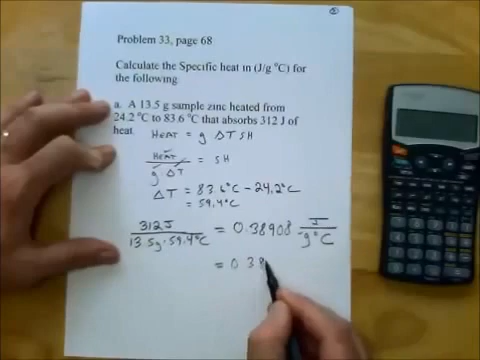 Problem 33, page 68
Calculate the Specific heat in (J/g °C) for
the following
a. A 13.5 g sample zinc heated from
24.2 °C to 83.6 °C that absorbs 312 J of
heat.
HEAT = g ΔT SH
HEAT / g ΔT = SH
ΔT = 83.6°C - 24.2°C
= 59.4°C
312J / 13.5g·59.4°C = 0.38908 J / g°C
= 0.38